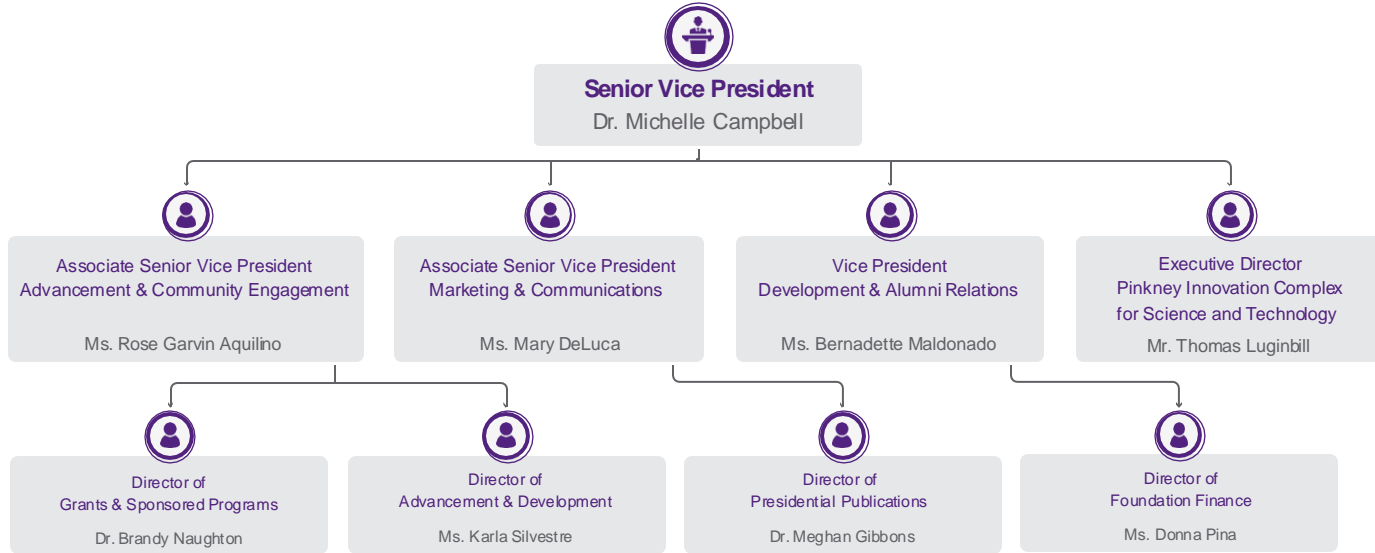 Senior Vice President
Dr. Michelle Campbell
Associate Senior Vice President
Advancement & Community Engagement
Ms. Rose Garvin Aquilino
Associate Senior Vice President
Marketing & Communications
Ms. Mary DeLuca
Vice President
Development & Alumni Relations
Ms. Bernadette Maldonado
Executive Director
Pinkney Innovation Complex
for Science and Technology
Mr. Thomas Luginbill
Director of
Grants & Sponsored Programs
Dr. Brandy Naughton
Director of
Advancement & Development
Ms. Karla Silvestre
Director of
Presidential Publications
Dr. Meghan Gibbons
Director of
Foundation Finance
Ms. Donna Pina